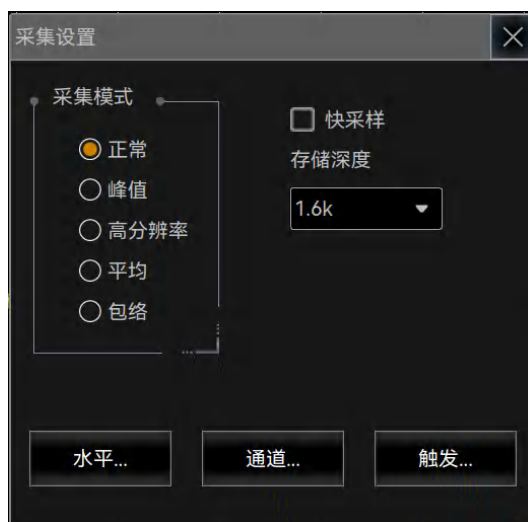 采集设置
采集模式
正常
峰值
高分辨率
平均
包络
快采样
存储深度
1.6k
水平...
通道...
触发...